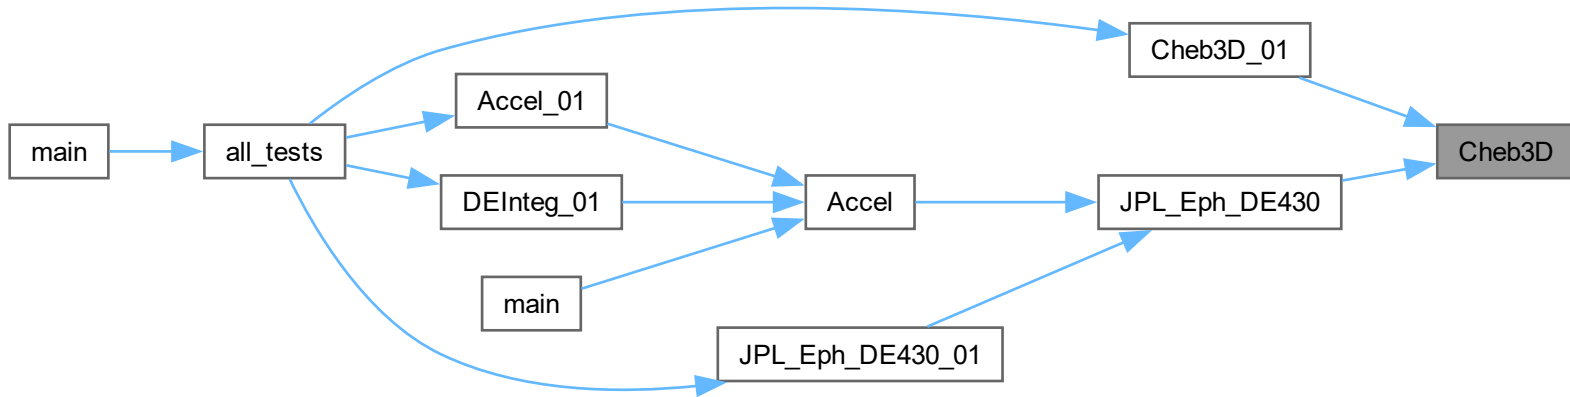 main
all_tests
Accel_01
DEInteg_01
main
Accel
JPL_Eph_DE430_01
Cheb3D_01
JPL_Eph_DE430
Cheb3D